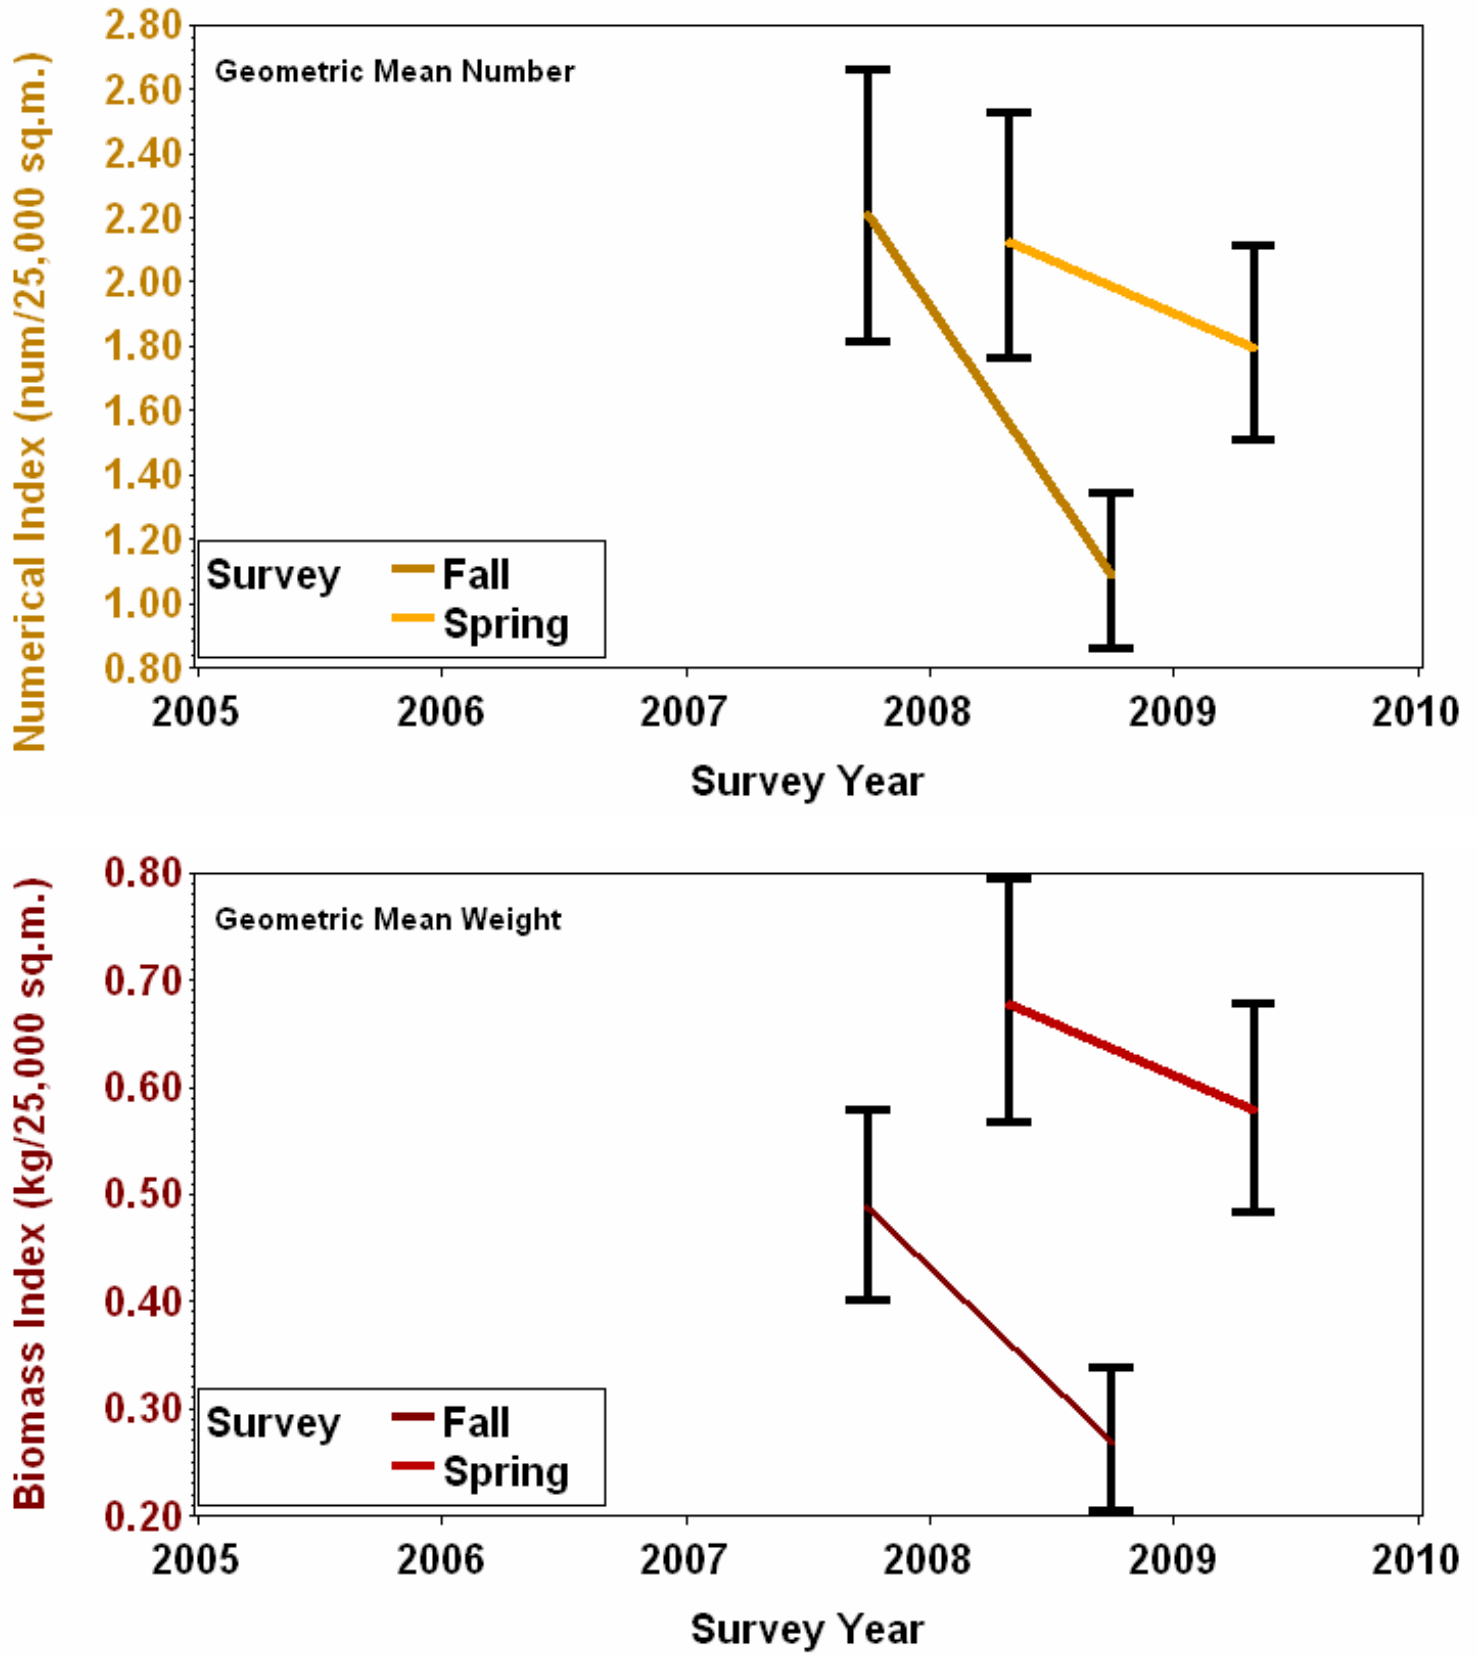 Numerical Index (num/25,000 sq.m.)
2.80
2.60
2.40
2.20
2.00
1.80
1.60
1.40
1.20
1.00
0.80
Geometric Mean Number
Survey Fall
Spring
2005 2006 2007 2008 2009 2010
Survey Year
Biomass Index (kg/25,000 sq.m.)
0.80
0.70
0.60
0.50
0.40
0.30
0.20
Geometric Mean Weight
Survey Fall
Spring
2005 2006 2007 2008 2009 2010
Survey Year